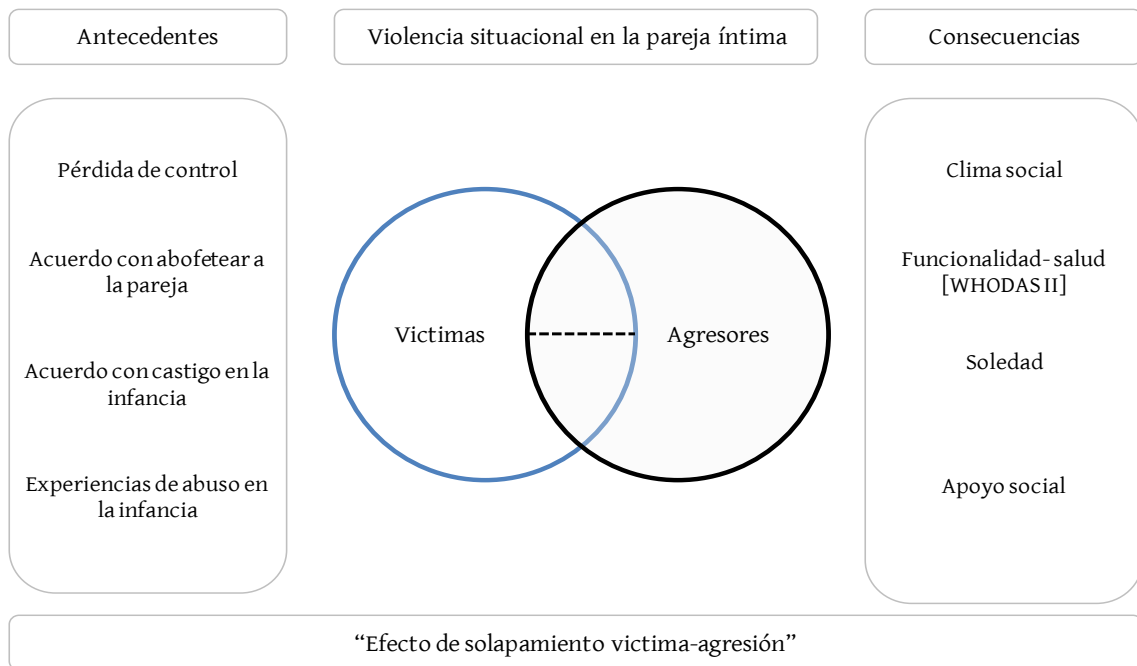 Antecedentes
Violencia situacional en la pareja íntima
Consecuencias
Pérdida de control
Acuerdo con abofetear a
la pareja
Acuerdo con castigo en la
infancia
Experiencias de abuso en
la infancia
Victimas
Agresores
Clima social
Funcionalidad- salud
[WHODAS II]
Soledad
Apoyo social
“Efecto de solapamiento victima-agresión”